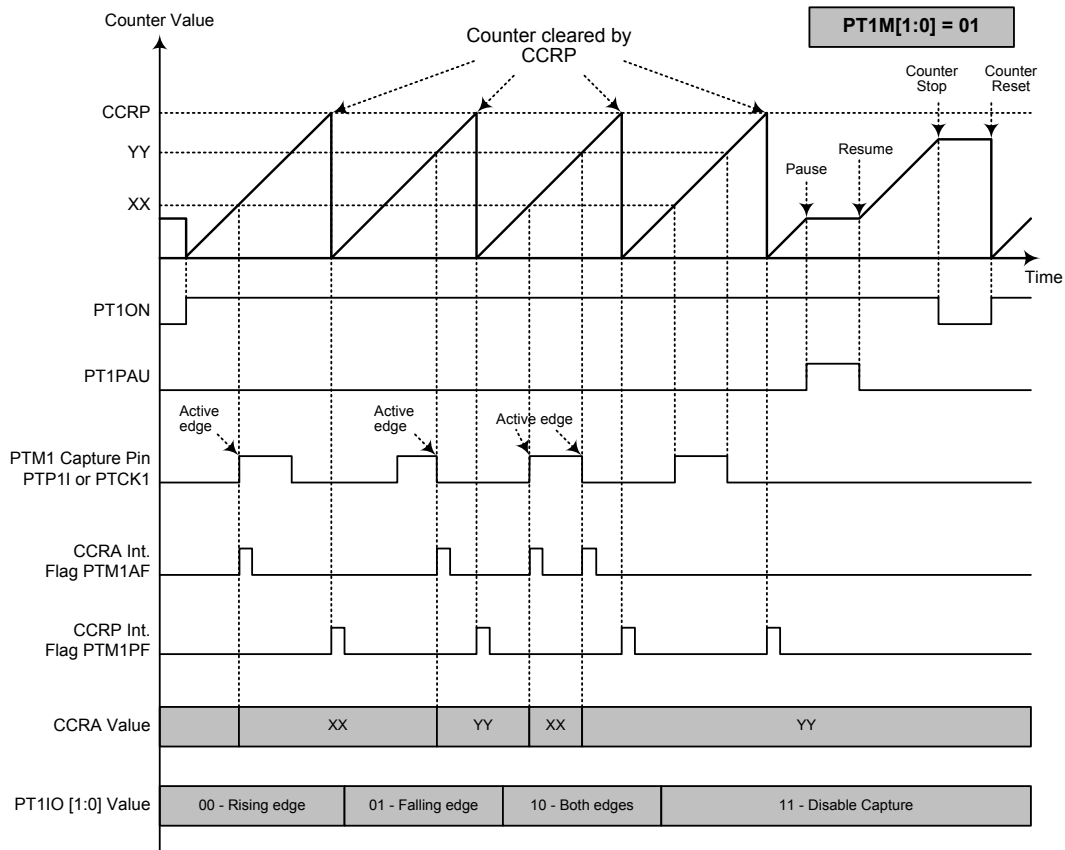 Counter Value
PT1M[1:0] = 01
Counter cleared by
CCRP
Counter
Stop
Counter
Reset
CCRP
YY
XX
Pause
Resume
Time
PT1ON
PT1PAU
Active
edge
Active
edge
Active edge
PTM1 Capture Pin
PTP1I or PTCK1
CCRA Int.
Flag PTM1AF
CCRP Int.
Flag PTM1PF
CCRA Value
XX
YY
XX
YY
PT1IO [1:0] Value
00 - Rising edge
01 - Falling edge
10 - Both edges
11 - Disable Capture